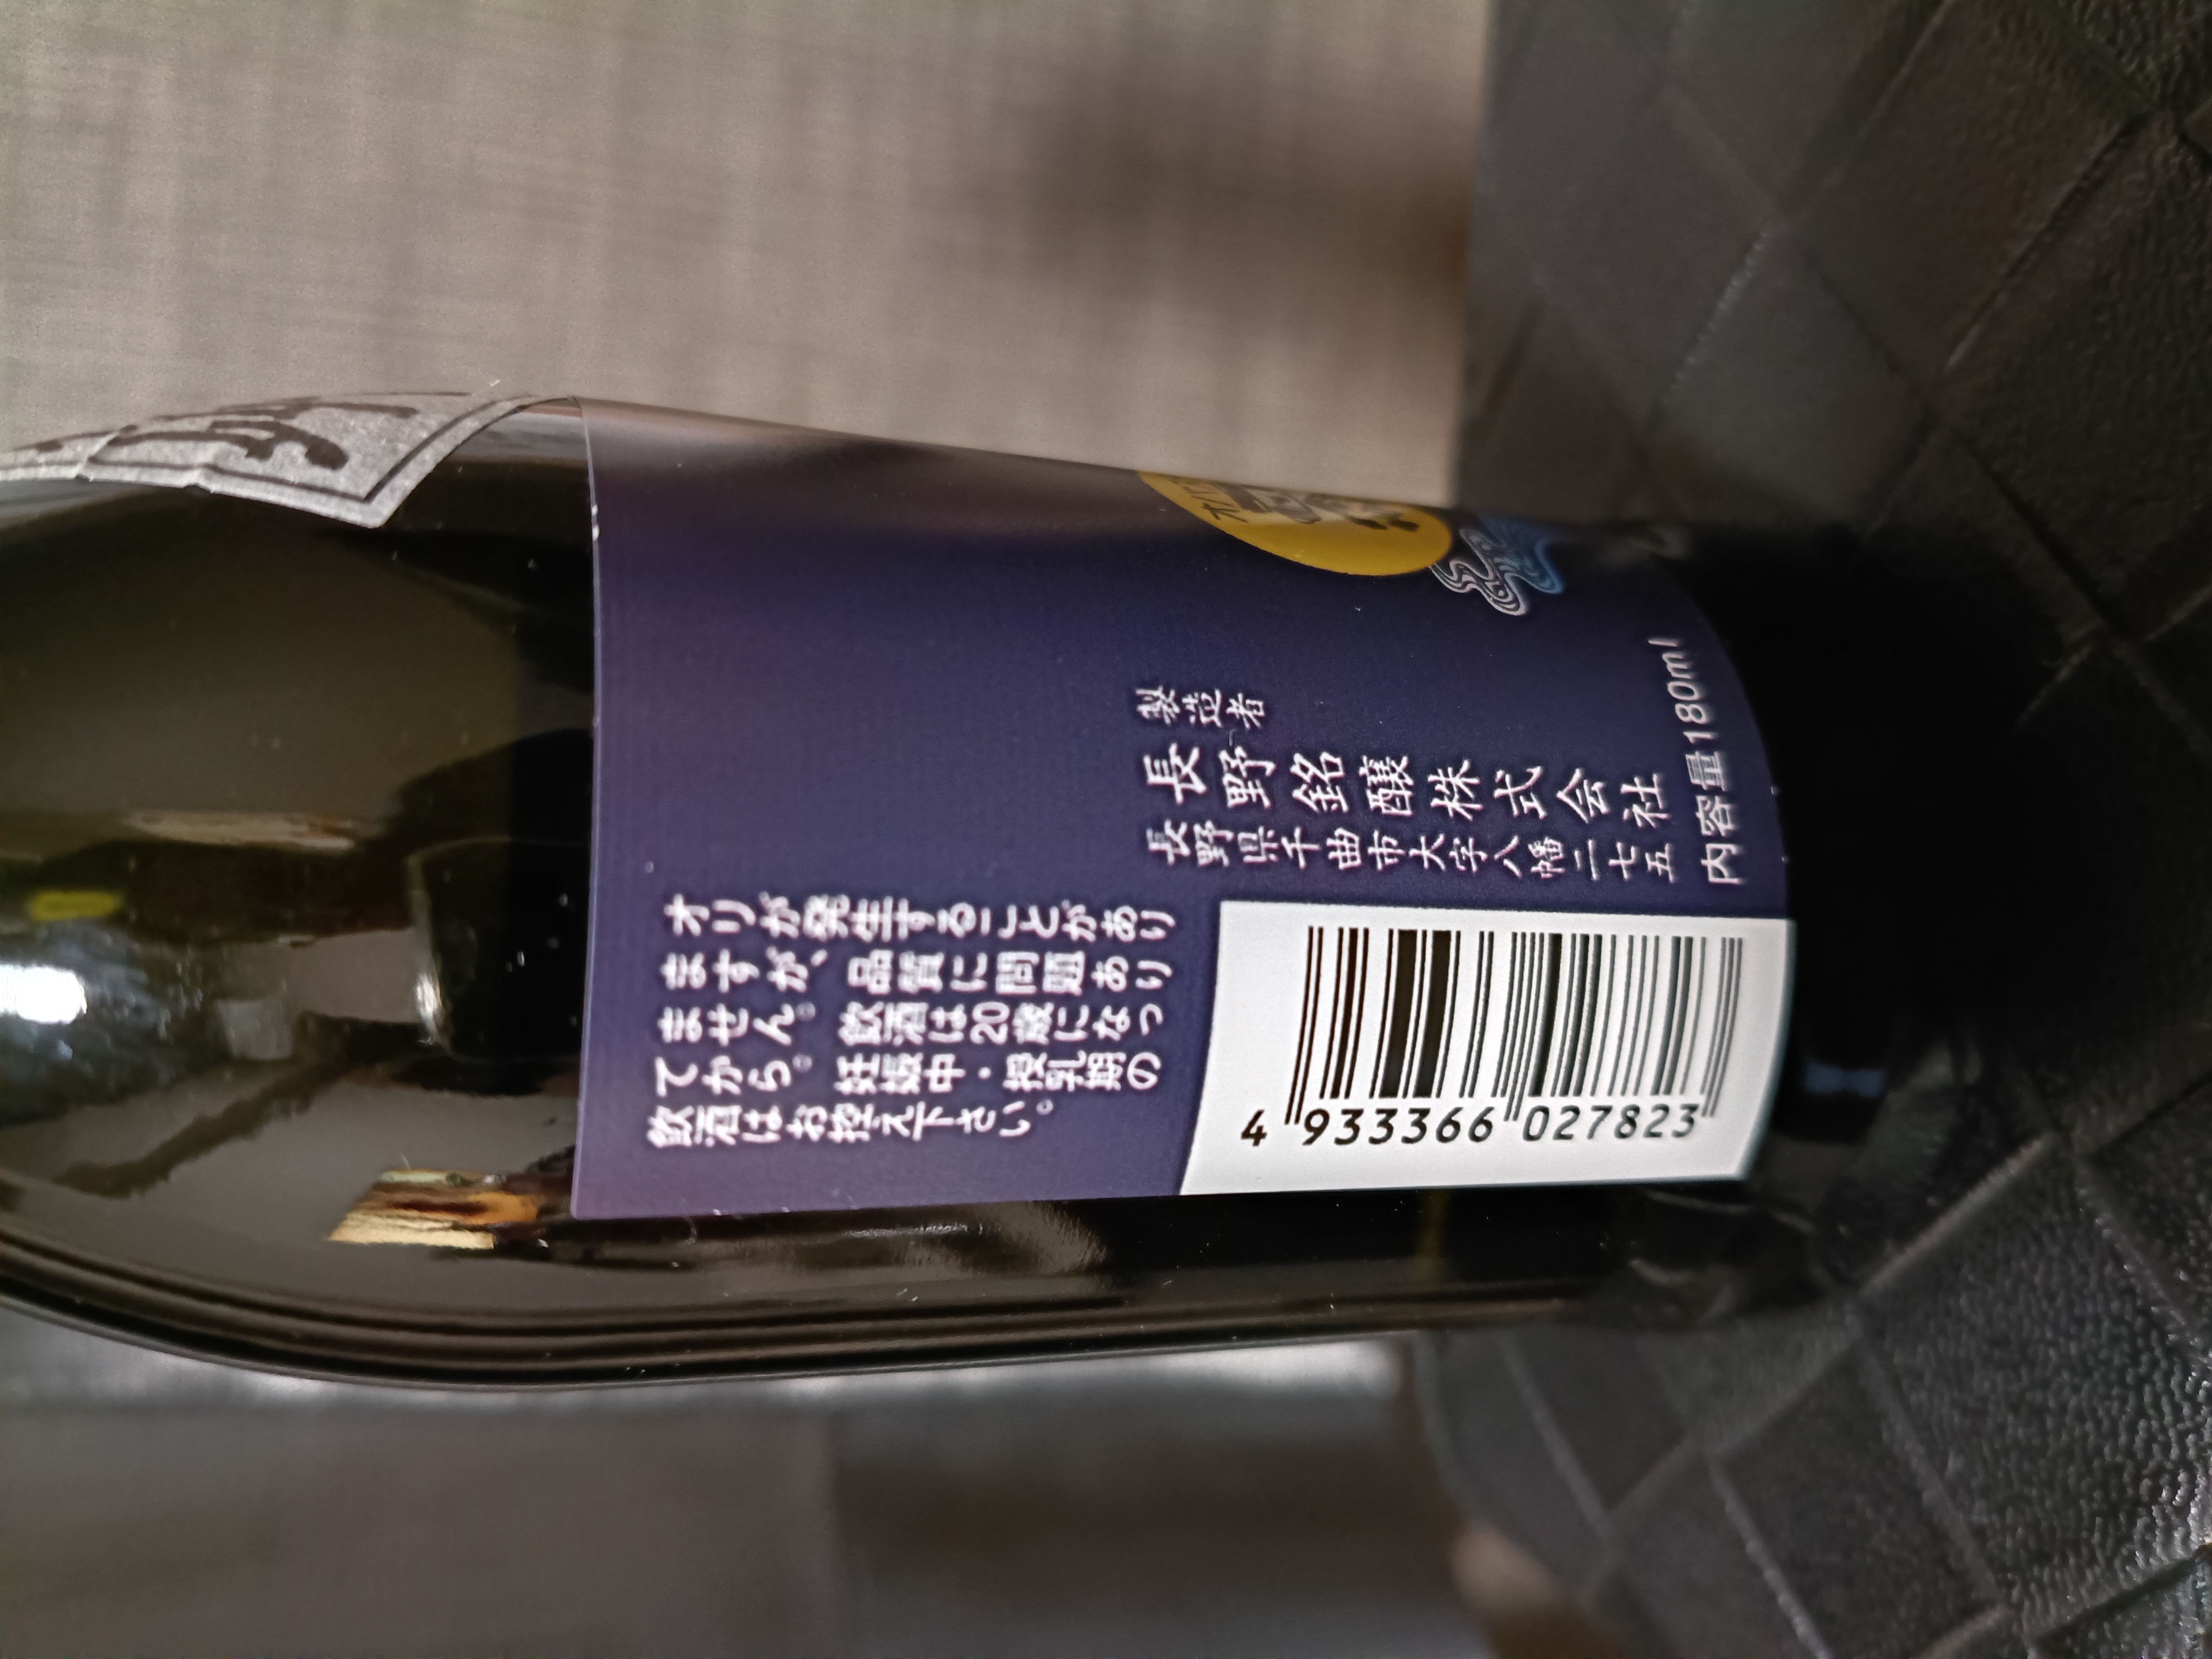 オリが発生することがあり
ますが、品質に問題あり
ません。飲酒は20歳になっ
てから。妊娠中・授乳期の
飲酒はお控え下さい。
製造者
長野銘醸株式会社
長野県千曲市大字八幡二七五
内容量180ml
4 933366 027823